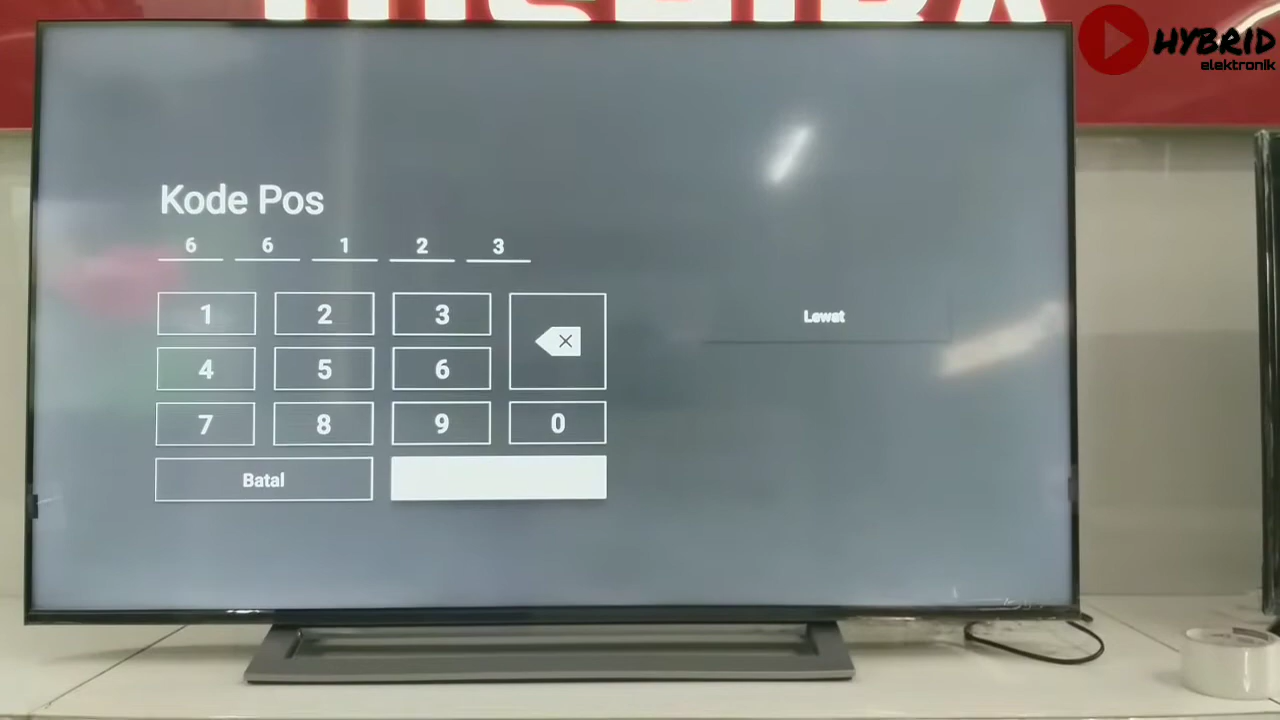 TOSHIBA
HYBRID
elektronik
Kode Pos
6 6 1 2 3
1 2 3
4 5 6
7 8 9 0
Batal
Lewat